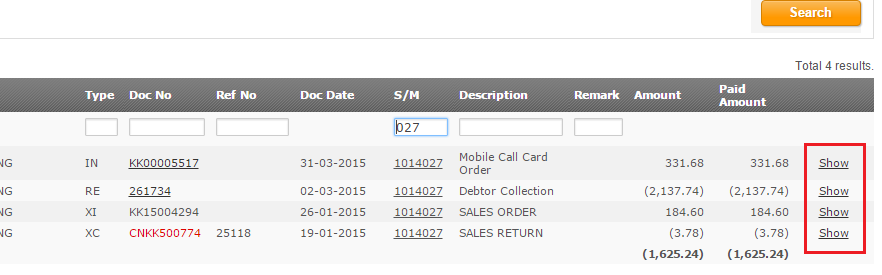 Search
Total 4 results.
Type Doc No Ref No Doc Date S/M Description Remark Amount Paid Amount
027
NG IN KK00005517 31-03-2015 1014027 Mobile Call Card Order 331.68 331.68 Show
NG RE 261734 02-03-2015 1014027 Debtor Collection (2,137.74) (2,137.74) Show
NG XI KK15004294 26-01-2015 1014027 SALES ORDER 184.60 184.60 Show
NG XC CNKK500774 25118 19-01-2015 1014027 SALES RETURN (3.78) (3.78) Show
(1,625.24) (1,625.24)